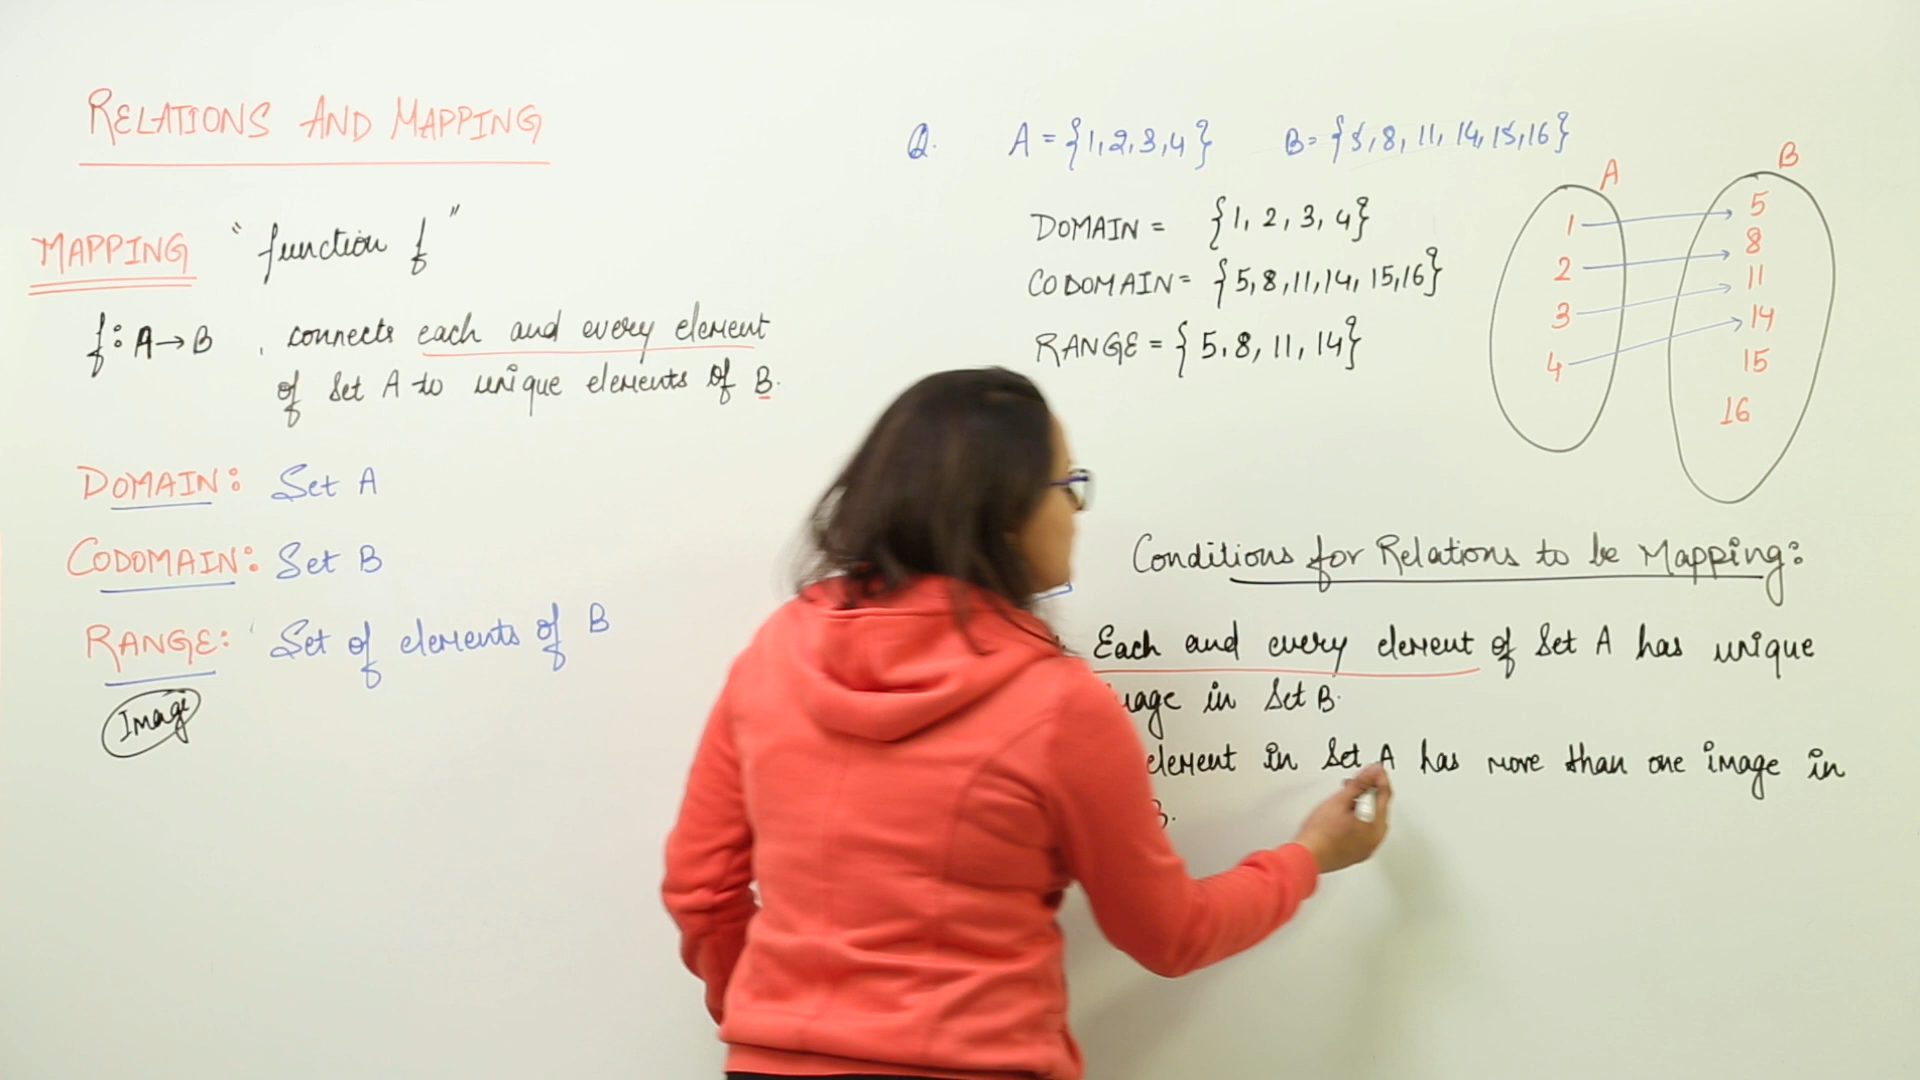 RELATIONS AND MAPPING
MAPPING "function f"
f: A→B , connects each and every element
of Set A to unique elements of B.
DOMAIN: Set A
CODOMAIN: Set B
RANGE: Set of elements of B
Image
Q. A = {1,2,3,4} B = {5,8,11,14,15,16}
DOMAIN = {1, 2, 3, 4}
CODOMAIN = {5,8,11,14,15,16}
RANGE = {5,8,11,14}
A
B
1
2
3
4
5
8
11
14
15
16
Conditions for Relations to be Mapping:
Each and every element of Set A has unique
in Set B.
element in Set A has more than one image in